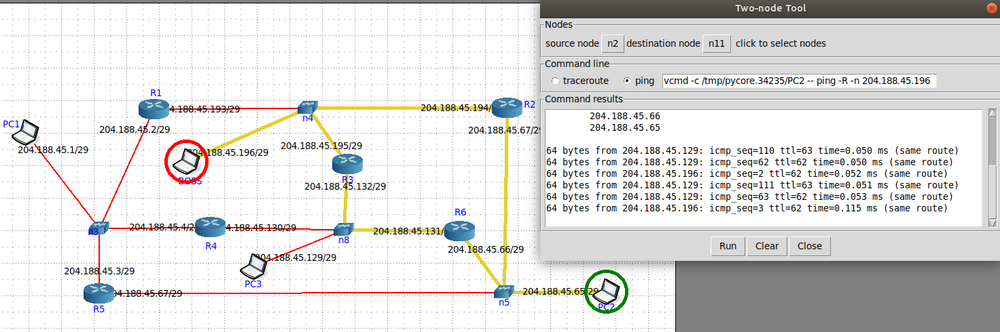 Two-node Tool
Nodes
source node n2 destination node n11 click to select nodes
Command line
traceroute ping vcmd -c /tmp/pycore.34235/PC2 -- ping -R -n 204.188.45.196
Command results
204.188.45.66
204.188.45.65
64 bytes from 204.188.45.129: icmp_seq=110 ttl=63 time=0.050 ms (same route)
64 bytes from 204.188.45.129: icmp_seq=62 ttl=62 time=0.050 ms (same route)
64 bytes from 204.188.45.196: icmp_seq=2 ttl=62 time=0.052 ms (same route)
64 bytes from 204.188.45.129: icmp_seq=111 ttl=63 time=0.051 ms (same route)
64 bytes from 204.188.45.129: icmp_seq=63 ttl=62 time=0.053 ms (same route)
64 bytes from 204.188.45.196: icmp_seq=3 ttl=62 time=0.115 ms (same route)
Run Clear Close
R1
4.188.45.193/29
204.188.45.194/
R2
n4
PC1
204.188.45.2/29
204.188.45.67/29
204.188.45.1/29
204.188.45.196/29
204.188.45.195/29
R3
204.188.45.132/29
R6
n3
204.188.45.4/2
4.188.45.130/29
n8
204.188.45.131/
R4
204.188.45.66/29
204.188.45.129/29
204.188.45.3/29
PC3
R5
04.188.45.67/29
n5
204.188.45.65/29
PC2